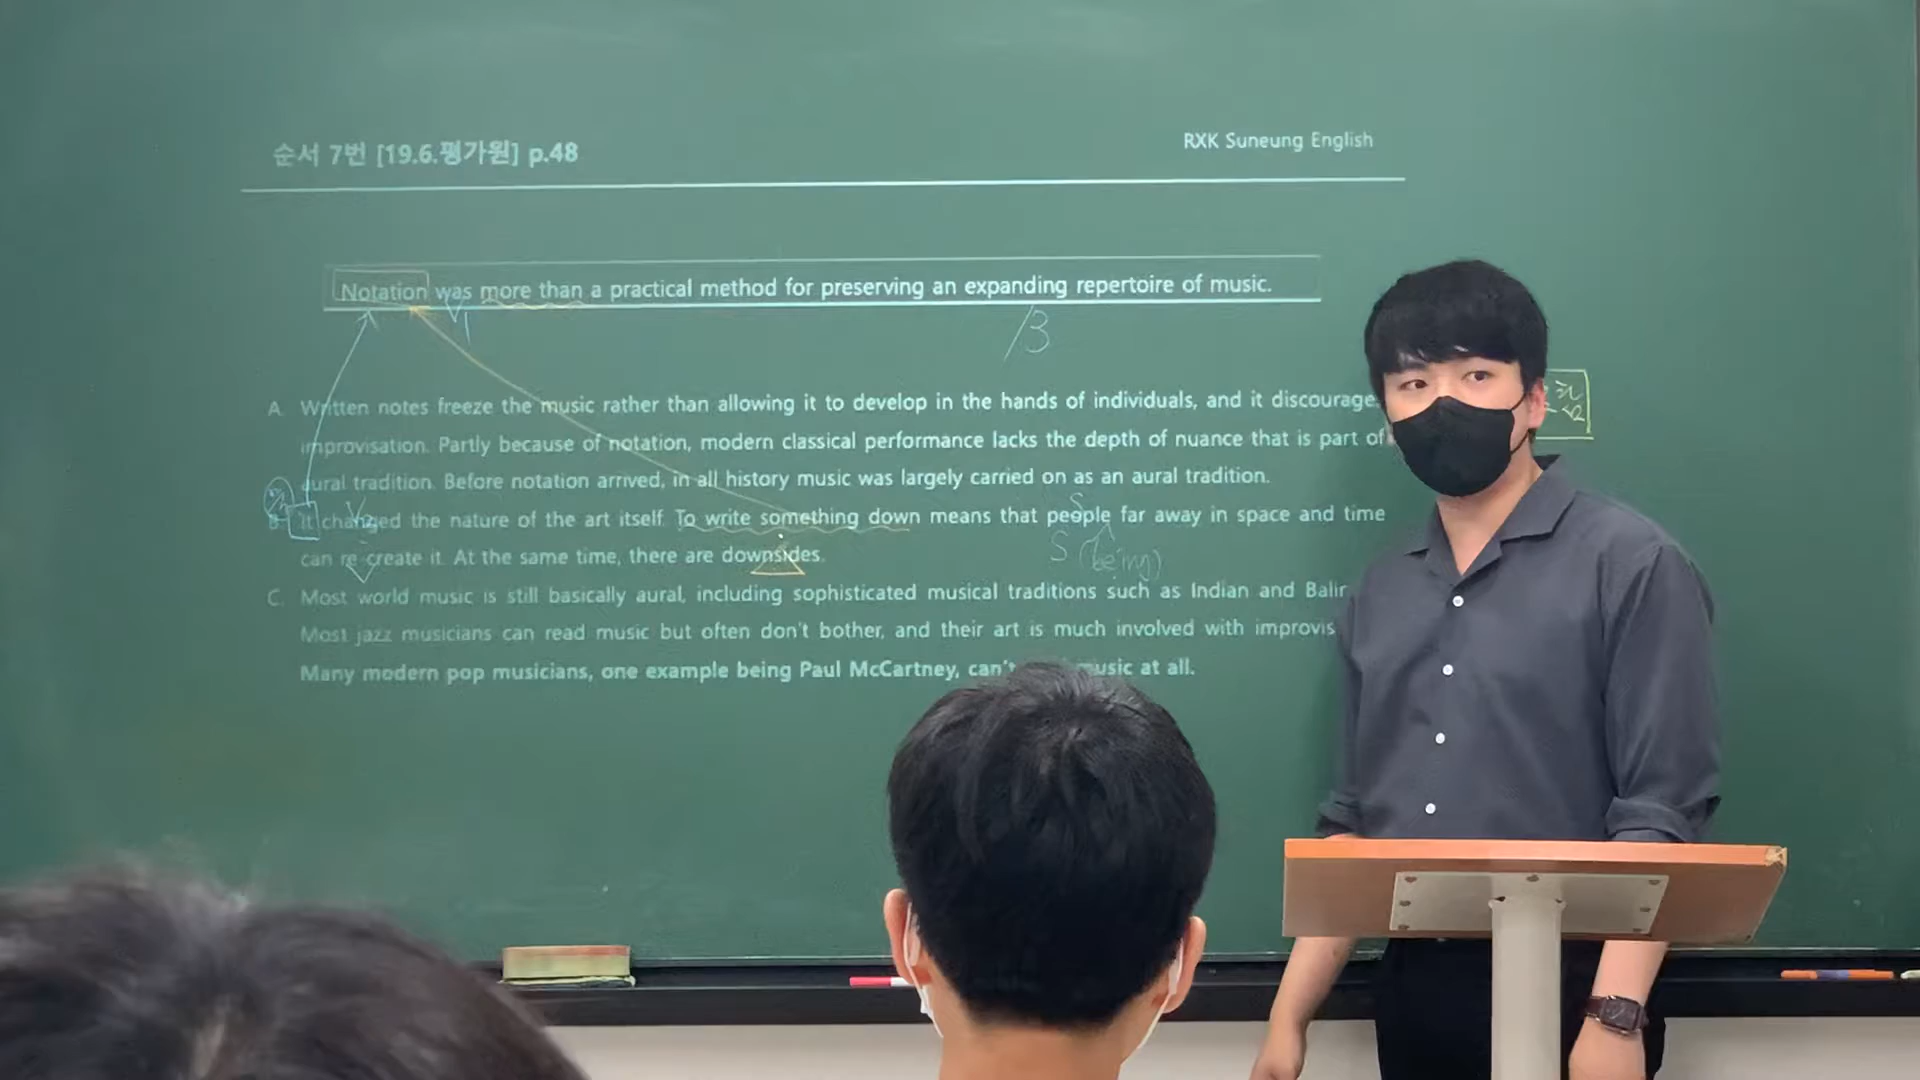 순서 7번 [19.6.평가원] p.48
RXK Suneung English
Notation was more than a practical method for preserving an expanding repertoire of music.
/3
A. Written notes freeze the music rather than allowing it to develop in the hands of individuals, and it discourage
improvisation. Partly because of notation, modern classical performance lacks the depth of nuance that is part of
aural tradition. Before notation arrived, in all history music was largely carried on as an aural tradition.
B. It changed the nature of the art itself. To write something down means that people far away in space and time
can re-create it. At the same time, there are downsides.
S
S (being)
C. Most world music is still basically aural, including sophisticated musical traditions such as Indian and Balin
Most jazz musicians can read music but often don't bother, and their art is much involved with improvis
Many modern pop musicians, one example being Paul McCartney, can't music at all.